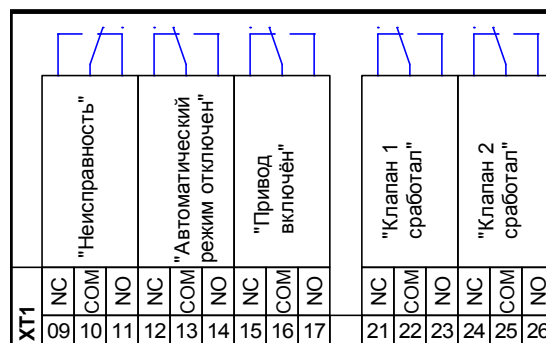 "Неисправность"
"Автоматический
режим отключен"
"Привод
включён"
"Клапан 1
сработал"
"Клапан 2
сработал"
XT1
NC COM NO NC COM NO NC COM NO NC COM NO NC COM NO
09 10 11 12 13 14 15 16 17 21 22 23 24 25 26